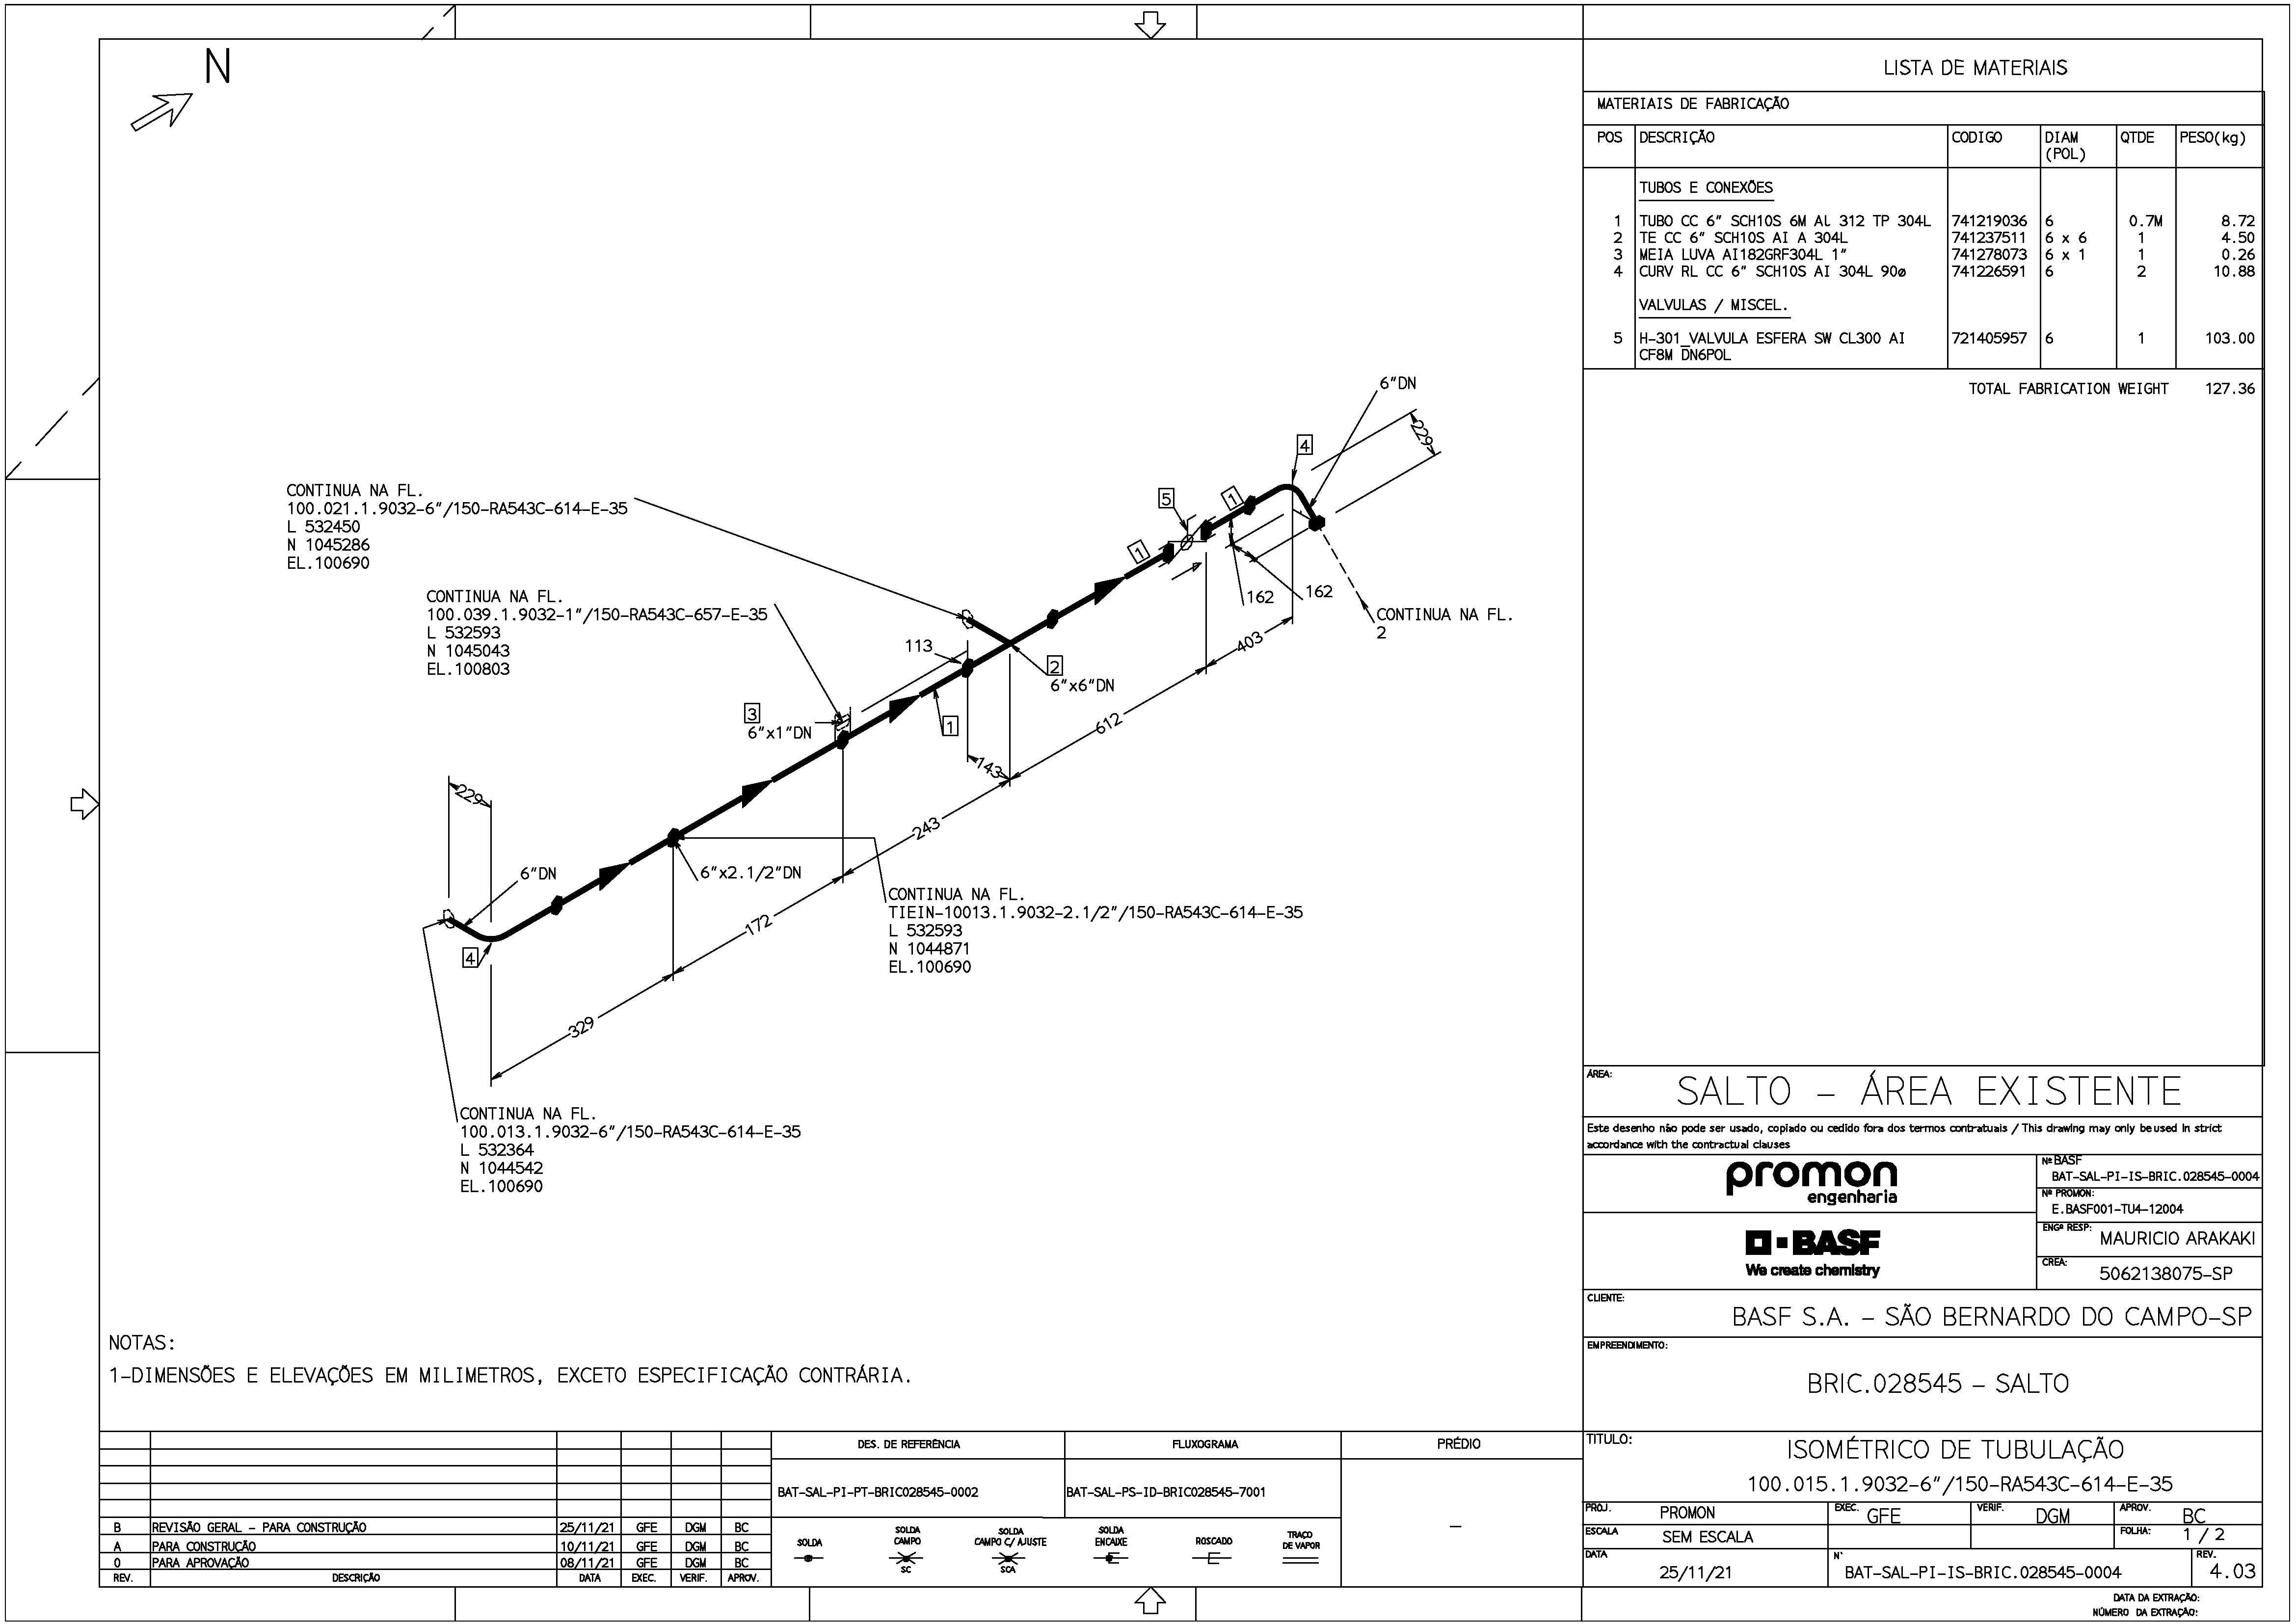 N
LISTA DE MATERIAIS
MATERIAIS DE FABRICAÇÃO
POS DESCRIÇÃO CODIGO DIAM (POL) QTDE PESO(kg)
TUBOS E CONEXÕES
1 TUBO CC 6" SCH10S 6M Al 312 TP 304L 741219036 6 0.7M 8.72
2 TE CC 6" SCH10S AI A 304L 741237511 6 x 6 1 4.50
3 MEIA LUVA AI182GRF304L 1" 741278073 6 x 1 1 0.26
4 CURV RL CC 6" SCH10S AI 304L 90ø 741226591 6 2 10.88
VALVULAS / MISCEL.
5 H-301_VALVULA ESFERA SW CL300 AI 721405957 6 1 103.00
CF8M DN6POL
TOTAL FABRICATION WEIGHT 127.36
6"DN
229
4
CONTINUA NA FL.
100.021.1.9032-6"/150-RA543C-614-E-35
L 532450
N 1045286
EL.100690
5
1
1
162
162
CONTINUA NA FL.
2
CONTINUA NA FL.
100.039.1.9032-1"/150-RA543C-657-E-35
L 532593
N 1045043
EL.100803
113
403
2
6"x6"DN
3
6"x1"DN
1
612
143
229
243
6"DN
6"x2.1/2"DN
CONTINUA NA FL.
TIEIN-10013.1.9032-2.1/2"/150-RA543C-614-E-35
L 532593
N 1044871
EL.100690
172
4
329
CONTINUA NA FL.
100.013.1.9032-6"/150-RA543C-614-E-35
L 532364
N 1044542
EL.100690
NOTAS:
1-DIMENSÕES E ELEVAÇÕES EM MILIMETROS, EXCETO ESPECIFICAÇÃO CONTRÁRIA.
ÁREA:
SALTO - ÁREA EXISTENTE
Este desenho não pode ser usado, copiado ou cedido fora dos termos contratuais / This drawing may only be used in strict
accordance with the contractual clauses
promon
engenharia
Nº BASF
BAT-SAL-PI-IS-BRIC.028545-0004
Nº PROMON:
E.BASF001-TU4-12004
BASF
We create chemistry
ENGº RESP:
MAURICIO ARAKAKI
CREA:
5062138075-SP
CLIENTE:
BASF S.A. - SÃO BERNARDO DO CAMPO-SP
EMPREENDIMENTO:
BRIC.028545 - SALTO
TITULO:
ISOMÉTRICO DE TUBULAÇÃO
100.015.1.9032-6"/150-RA543C-614-E-35
PROJ. PROMON EXEC. GFE VERIF. DGM APROV. BC
ESCALA SEM ESCALA FOLHA: 1 / 2
DATA 25/11/21 N° BAT-SAL-PI-IS-BRIC.028545-0004 REV. 4.03
DATA DA EXTRAÇÃO:
NÚMERO DA EXTRAÇÃO:
B REVISÃO GERAL - PARA CONSTRUÇÃO 25/11/21 GFE DGM BC
A PARA CONSTRUÇÃO 10/11/21 GFE DGM BC
0 PARA APROVAÇÃO 08/11/21 GFE DGM BC
REV. DESCRIÇÃO DATA EXEC. VERIF. APROV.
DES. DE REFERÊNCIA FLUXOGRAMA PRÉDIO
BAT-SAL-PI-PT-BRIC028545-0002 BAT-SAL-PS-ID-BRIC028545-7001 -
SOLDA
SOLDA CAMPO
SC
SOLDA CAMPO C/ AJUSTE
SCA
SOLDA ENCAIXE
ROSCADO
TRAÇO DE VAPOR